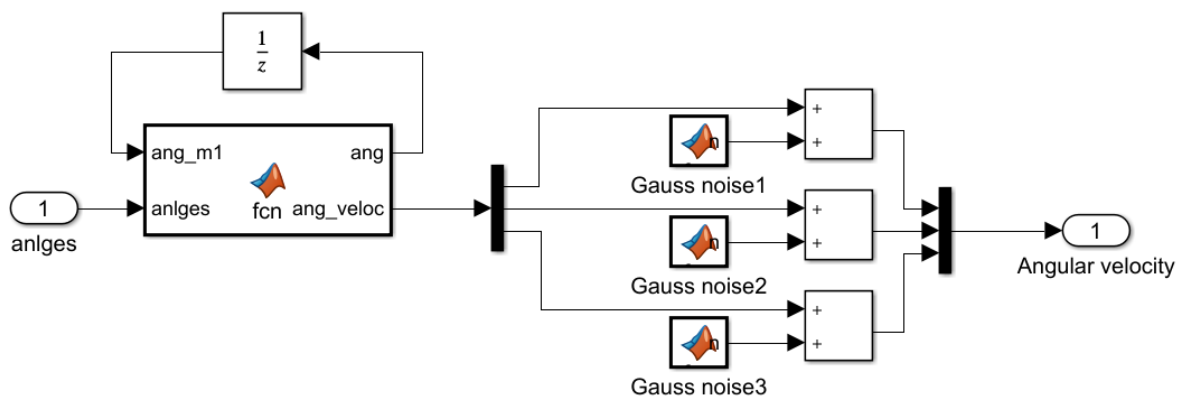 1
z
ang_m1
ang
anlges
ang_veloc
fcn
1
anlges
+
+
n
Gauss noise1
+
+
n
Gauss noise2
+
+
n
Gauss noise3
1
Angular velocity